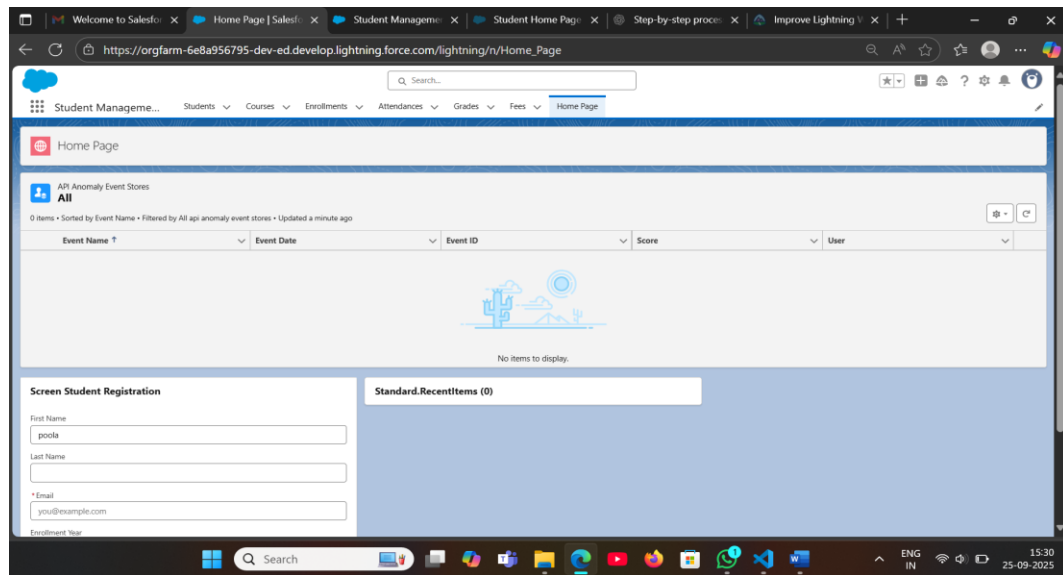 Welcome to Salesfor
Home Page | Salesfo
Student Manageme
Student Home Page
Step-by-step proces
Improve Lightning W
https://orgfarm-6e8a956795-dev-ed.develop.lightning.force.com/lightning/n/Home_Page
Search...
Student Manageme... Students Courses Enrollments Attendances Grades Fees Home Page
Home Page
API Anomaly Event Stores
All
0 items • Sorted by Event Name • Filtered by All api anomaly event stores • Updated a minute ago
Event Name ↑ Event Date Event ID Score User
No items to display.
Screen Student Registration
Standard.RecentItems (0)
First Name
poola
Last Name
* Email
you@example.com
Enrollment Year
Search
ENG
IN
15:30
25-09-2025